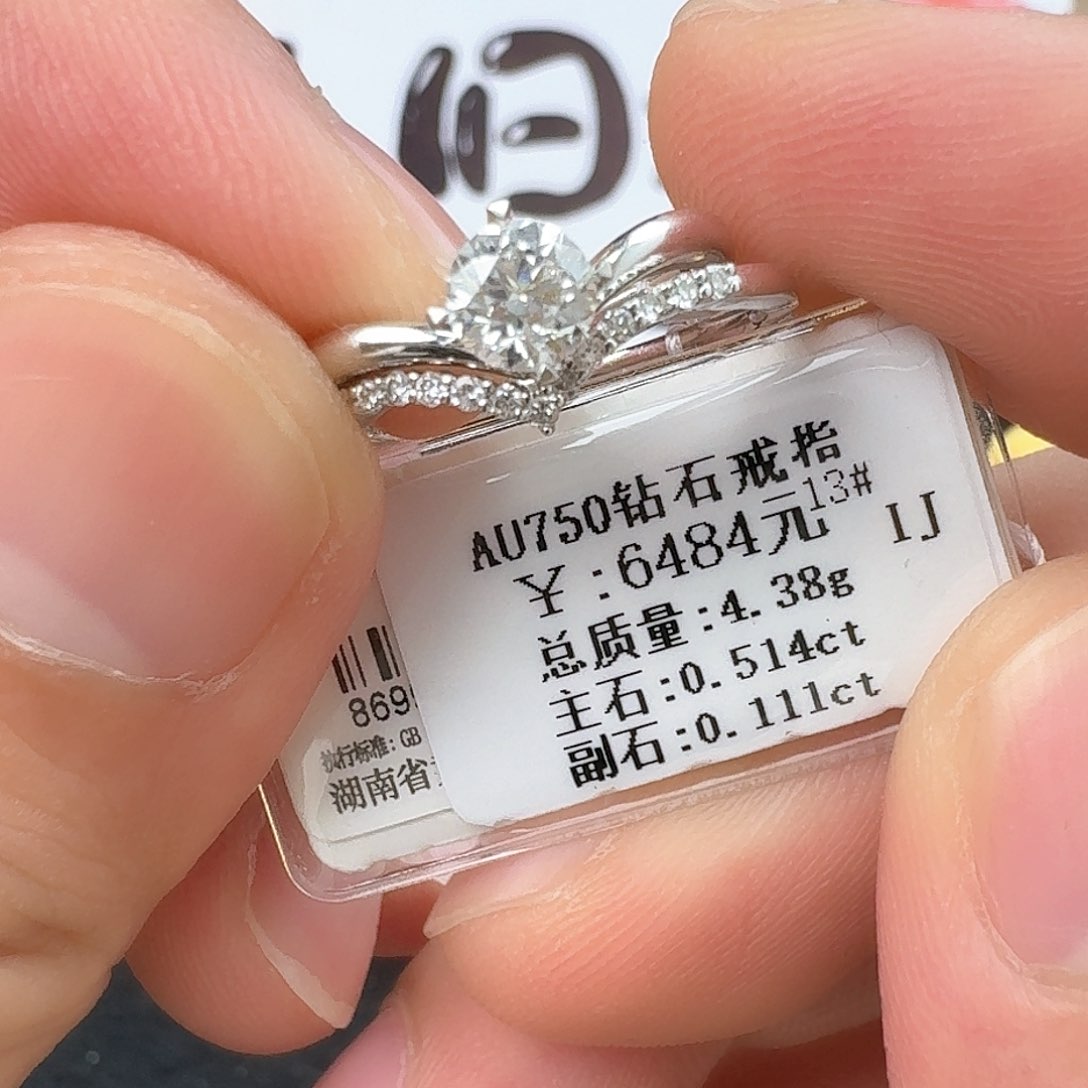 旧
AU750钻石戒指
13#
￥:6484元
IJ
总质量:4.38g
主石:0.514ct
副石:0.111ct
869
执行标准:GB
湖南省